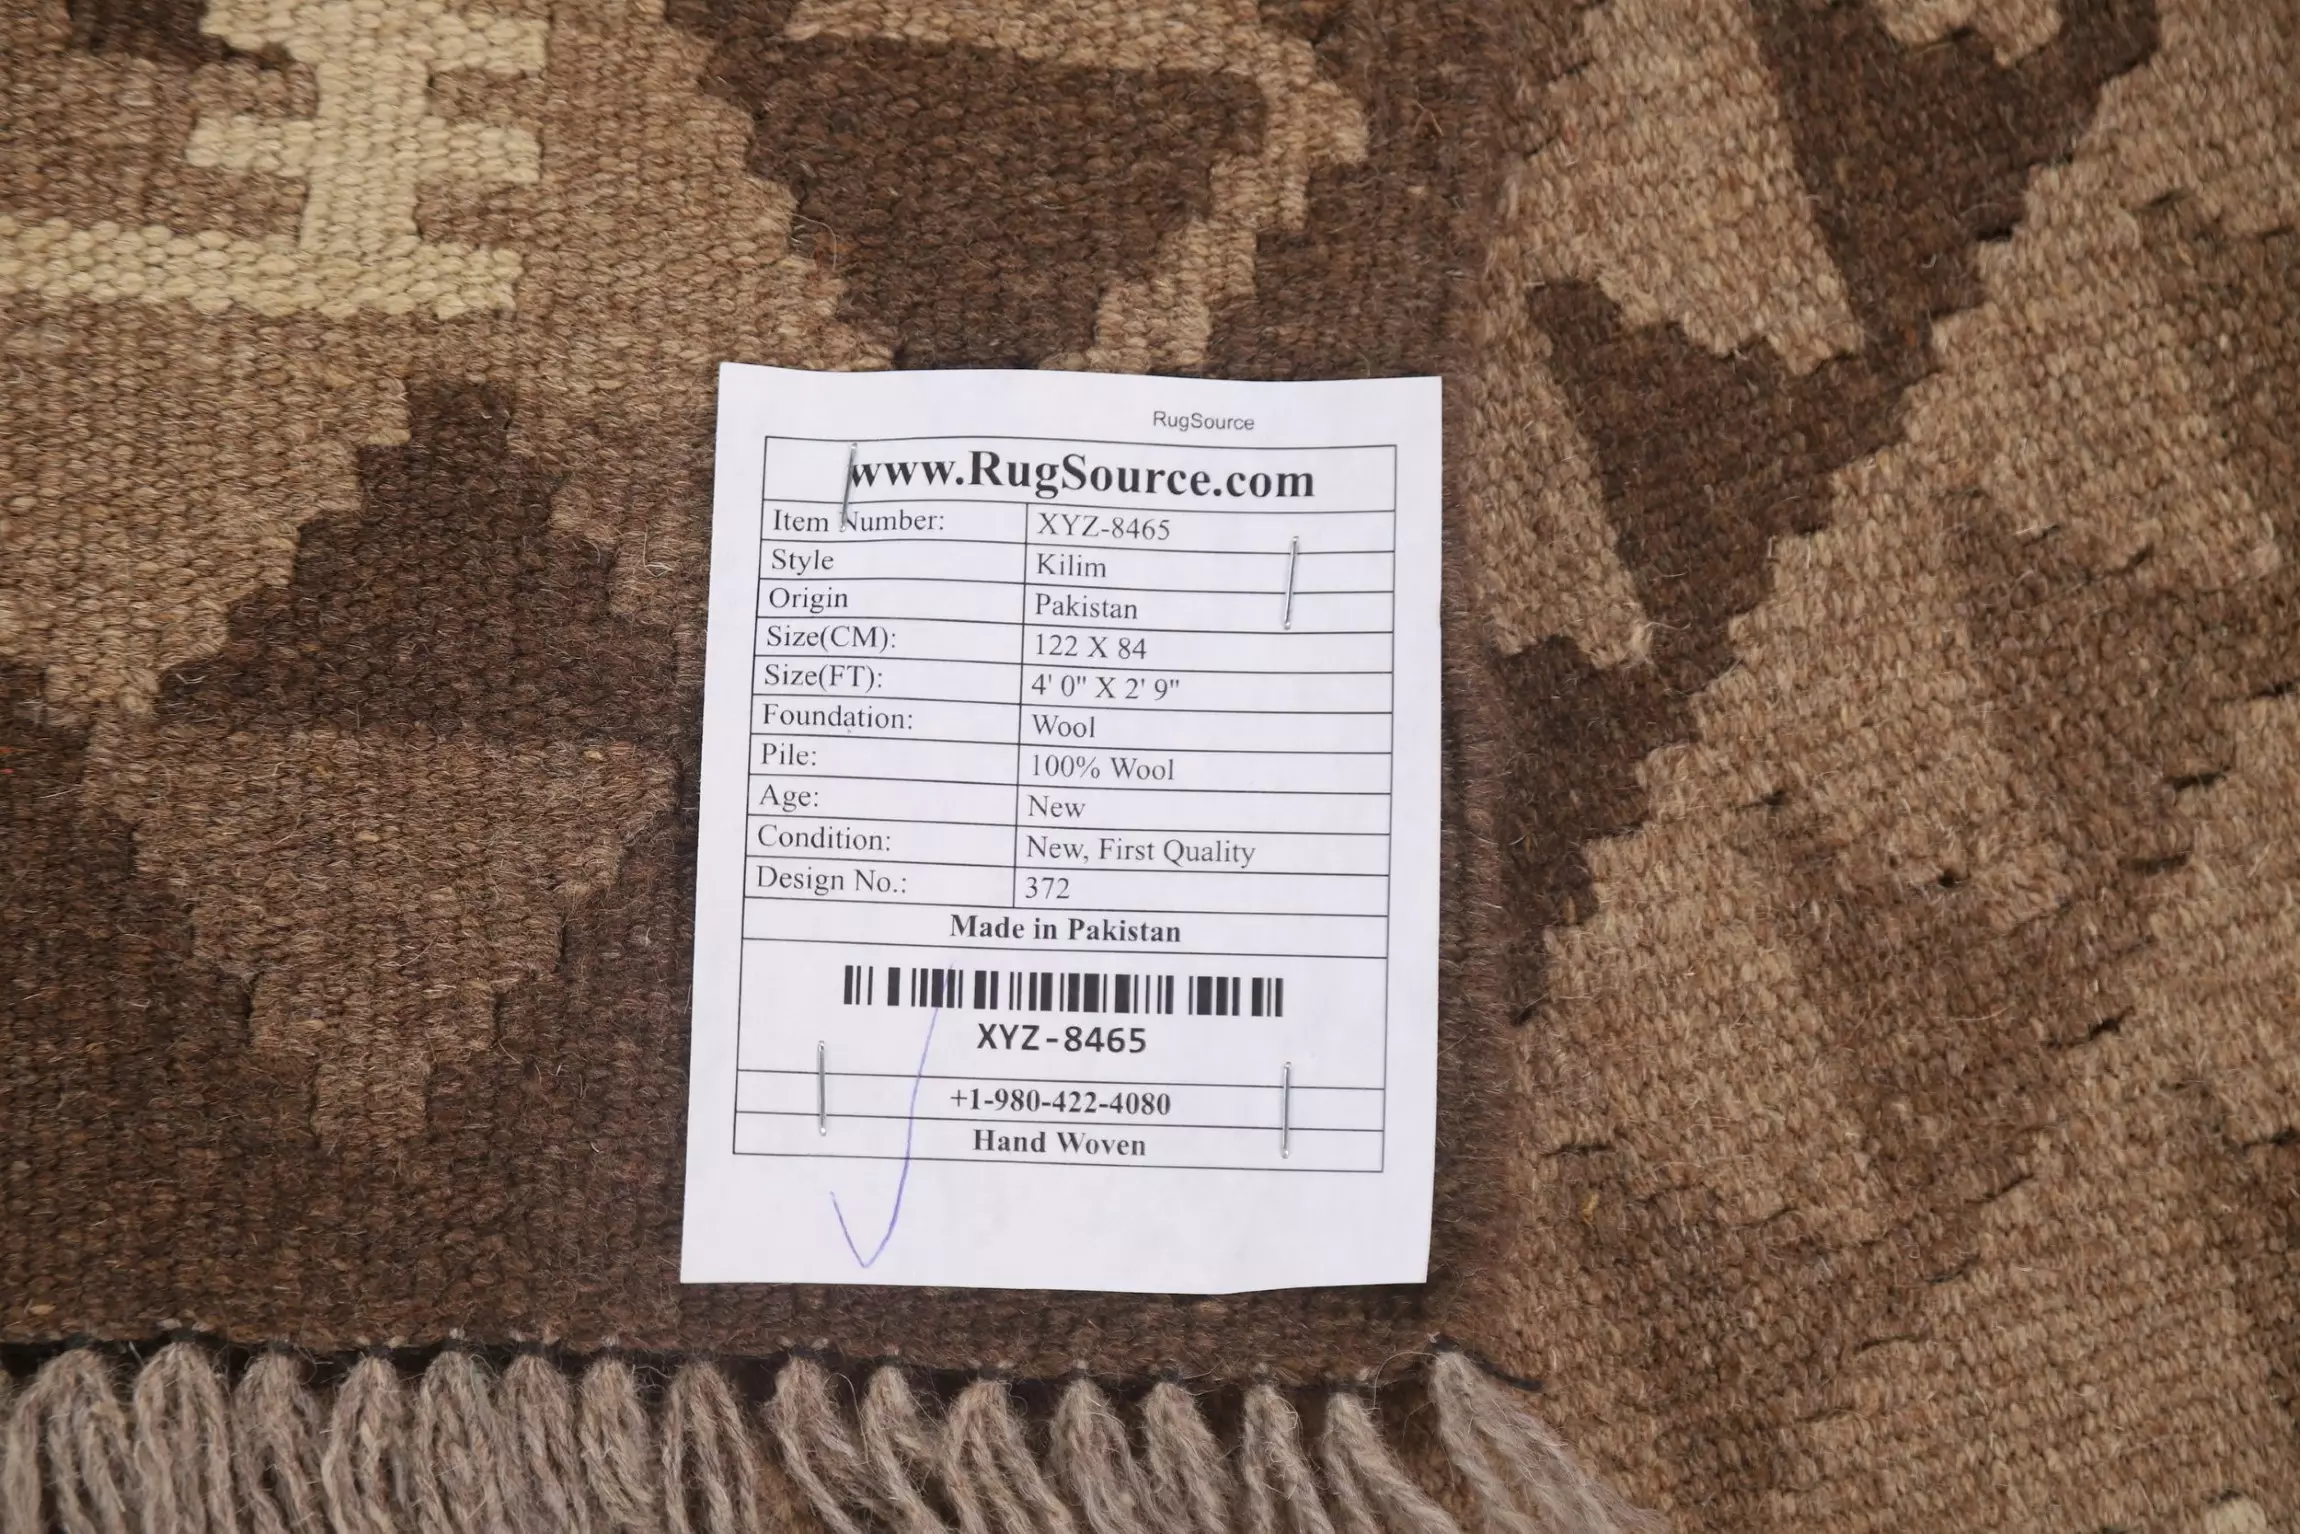 RugSource
www.RugSource.com
Item Number: XYZ-8465
Style Kilim
Origin Pakistan
Size(CM): 122 X 84
Size(FT): 4' 0" X 2' 9"
Foundation: Wool
Pile: 100% Wool
Age: New
Condition: New, First Quality
Design No.: 372
Made in Pakistan
XYZ-8465
+1-980-422-4080
Hand Woven